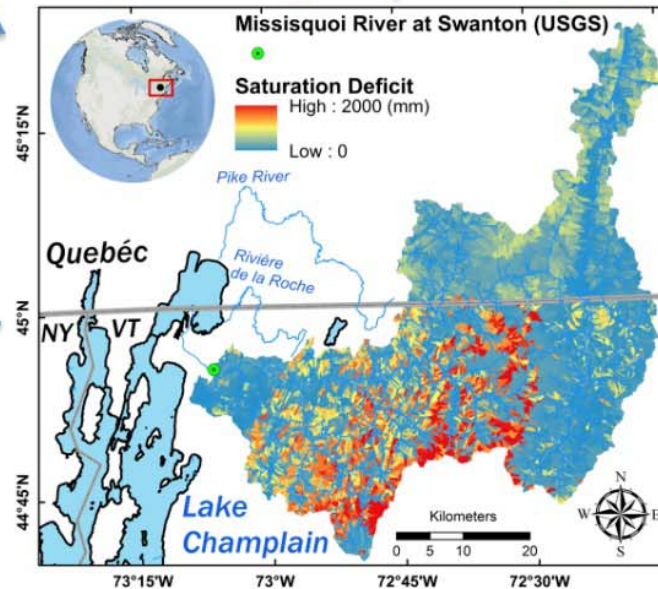 Missisquoi River at Swanton (USGS)
Saturation Deficit
High : 2000 (mm)
Low : 0
45°15'N
Pike River
Quebéc
Rivière
de la Roche
45°0'N
NY
VT
44°45'N
Lake
Champlain
Kilometers
0 5 10 20
N
W
E
S
73°15'W
73°W
72°45'W
72°30'W